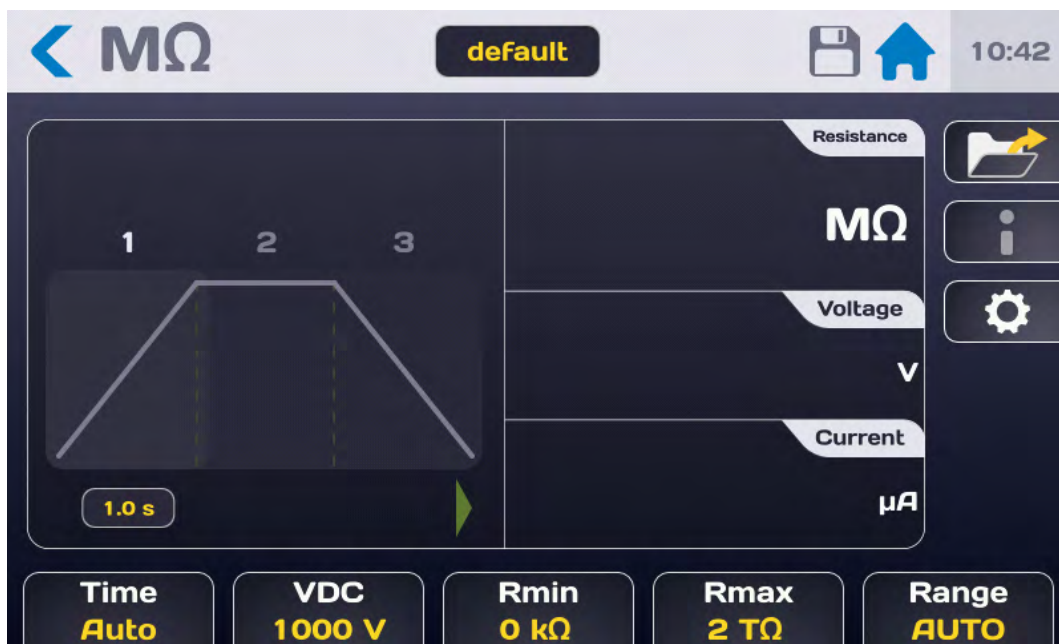 MΩ
default
10:42
Resistance
MΩ
1 2 3
Voltage
V
Current
µA
1.0 s
Time
Auto
VDC
1000 V
Rmin
0 kΩ
Rmax
2 TΩ
Range
AUTO